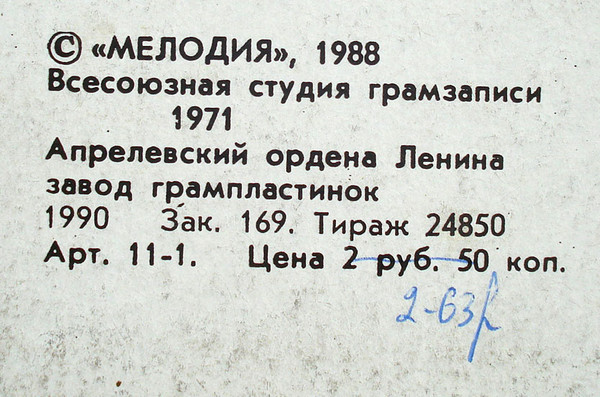 © «МЕЛОДИЯ», 1988
Всесоюзная студия грамзаписи
1971
Апрелевский ордена Ленина
завод грампластинок
1990 Зак. 169. Тираж 24850
Арт. 11-1. Цена 2 руб. 50 коп.
2-63р